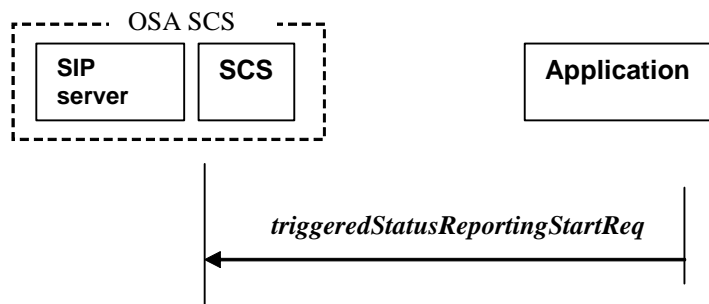 OSA SCS
SIP
server
SCS
Application
triggeredStatusReportingStartReq